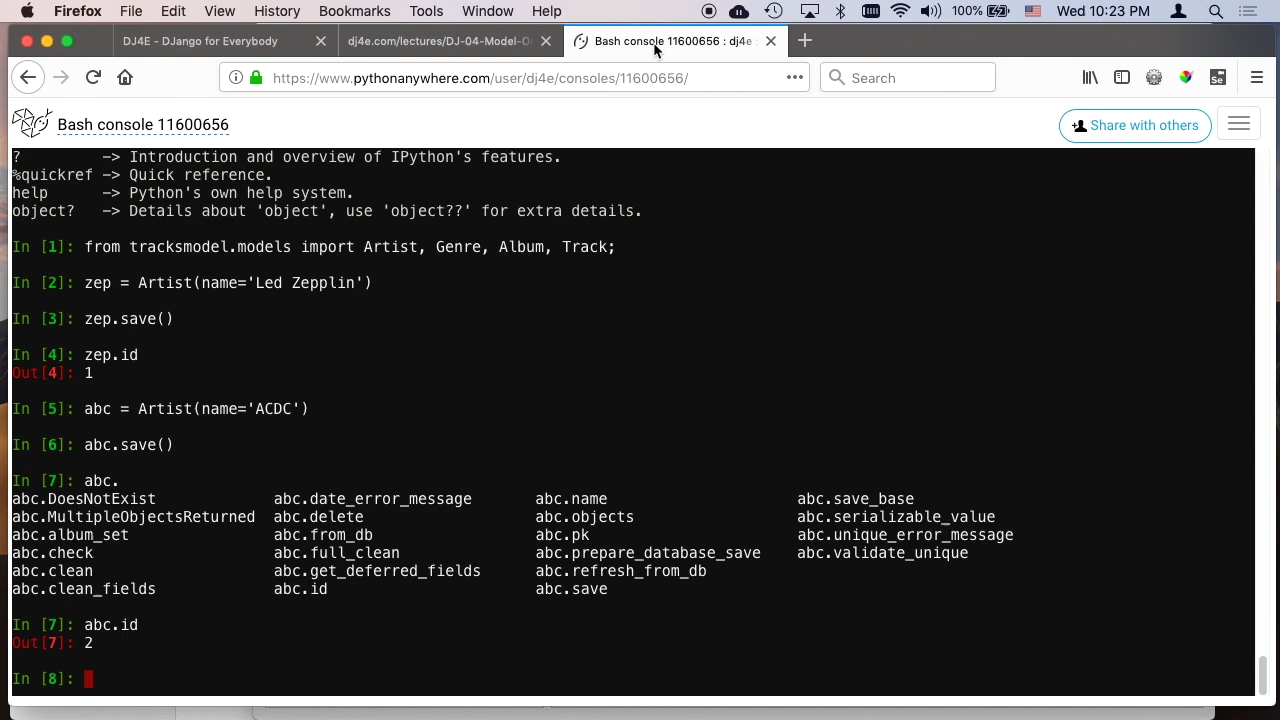 Firefox File Edit View History Bookmarks Tools Window Help 100% Wed 10:23 PM
DJ4E - DJango for Everybody dj4e.com/lectures/DJ-04-Model-O Bash console 11600656 : dj4e :
https://www.pythonanywhere.com/user/dj4e/consoles/11600656/ Search Se
Bash console 11600656 Share with others
? -> Introduction and overview of IPython's features.
%quickref -> Quick reference.
help -> Python's own help system.
object? -> Details about 'object', use 'object??' for extra details.
In [1]: from tracksmodel.models import Artist, Genre, Album, Track;
In [2]: zep = Artist(name='Led Zepplin')
In [3]: zep.save()
In [4]: zep.id
Out[4]: 1
In [5]: abc = Artist(name='ACDC')
In [6]: abc.save()
In [7]: abc.
abc.DoesNotExist abc.date_error_message abc.name abc.save_base
abc.MultipleObjectsReturned abc.delete abc.objects abc.serializable_value
abc.album_set abc.from_db abc.pk abc.unique_error_message
abc.check abc.full_clean abc.prepare_database_save abc.validate_unique
abc.clean abc.get_deferred_fields abc.refresh_from_db
abc.clean_fields abc.id abc.save
In [7]: abc.id
Out[7]: 2
In [8]: